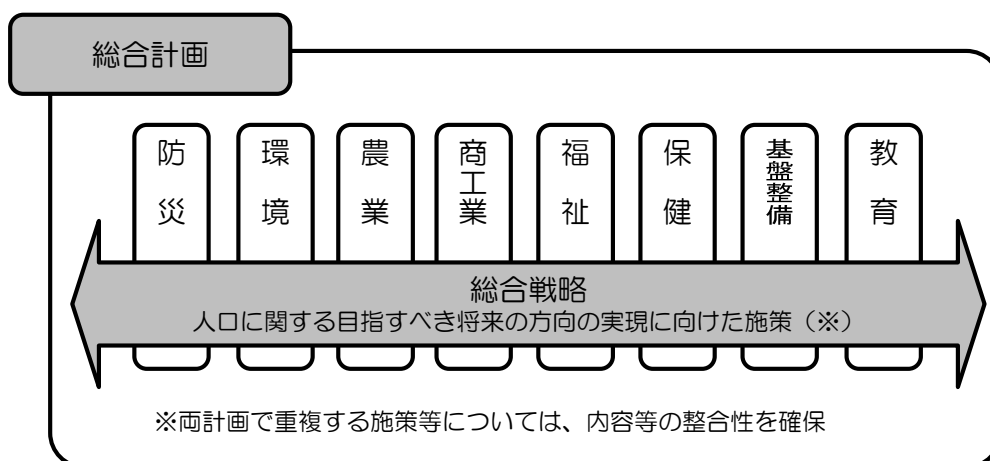 総合計画
防災
環境
農業
商工業
福祉
保健
基盤整備
教育
総合戦略
人口に関する目指すべき将来の方向の実現に向けた施策(※)
※両計画で重複する施策等については、内容等の整合性を確保